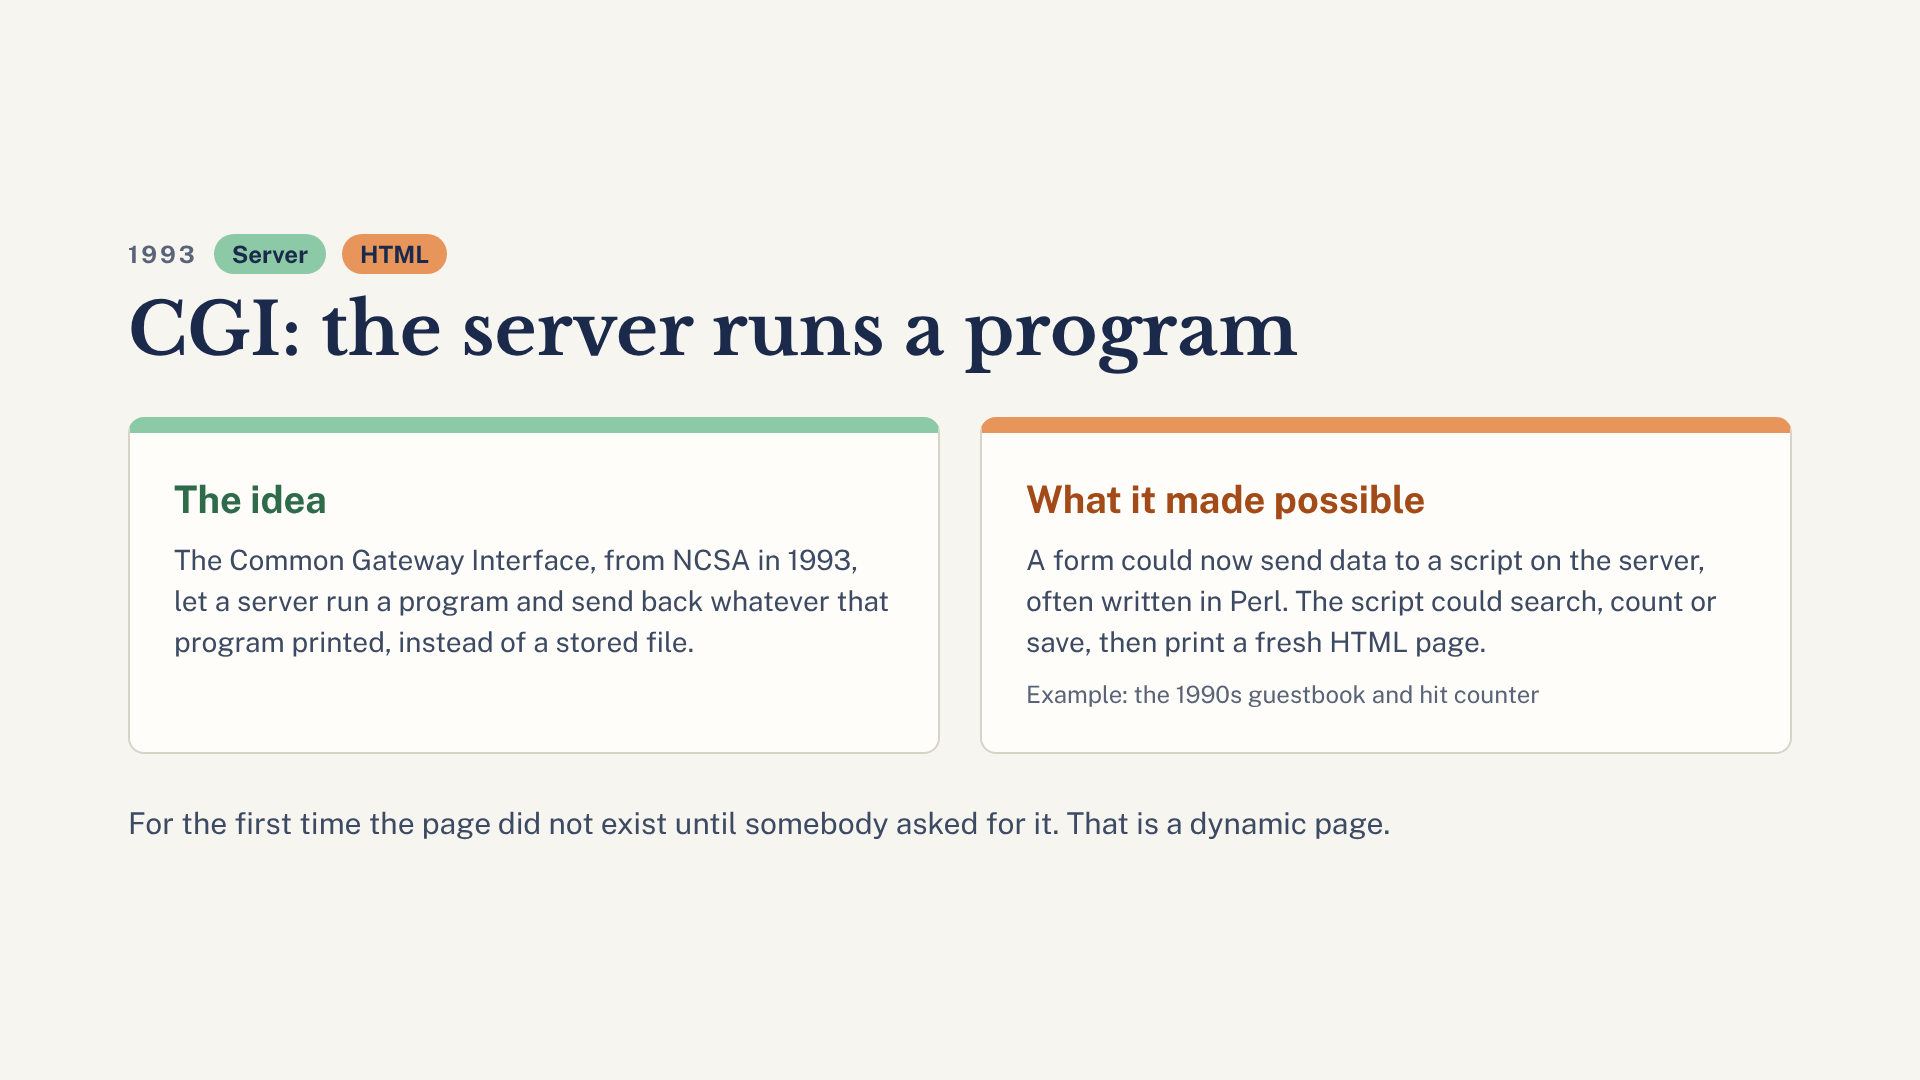 1993 Server HTML
CGI: the server runs a program
The idea
The Common Gateway Interface, from NCSA in 1993,
let a server run a program and send back whatever that
program printed, instead of a stored file.
What it made possible
A form could now send data to a script on the server,
often written in Perl. The script could search, count or
save, then print a fresh HTML page.
Example: the 1990s guestbook and hit counter
For the first time the page did not exist until somebody asked for it. That is a dynamic page.